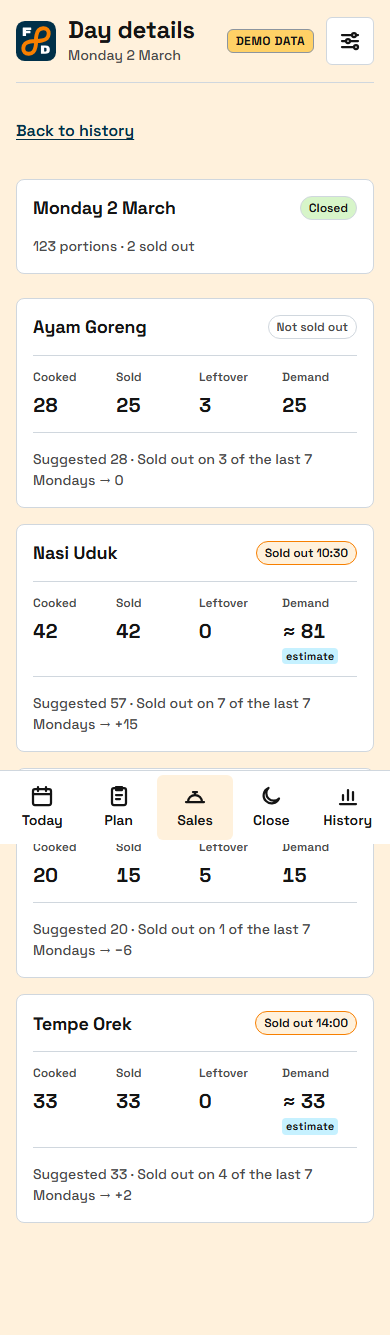 FD
Day details
Monday 2 March
DEMO DATA
Back to history
Monday 2 March
Closed
123 portions · 2 sold out
Ayam Goreng
Not sold out
Cooked Sold Leftover Demand
28 25 3 25
Suggested 28 · Sold out on 3 of the last 7
Mondays → 0
Nasi Uduk
Sold out 10:30
Cooked Sold Leftover Demand
42 42 0 ≈ 81
estimate
Suggested 57 · Sold out on 7 of the last 7
Mondays → +15
Today Plan Sales Close History
Cooked Sold Leftover Demand
20 15 5 15
Suggested 20 · Sold out on 1 of the last 7
Mondays → −6
Tempe Orek
Sold out 14:00
Cooked Sold Leftover Demand
33 33 0 ≈ 33
estimate
Suggested 33 · Sold out on 4 of the last 7
Mondays → +2